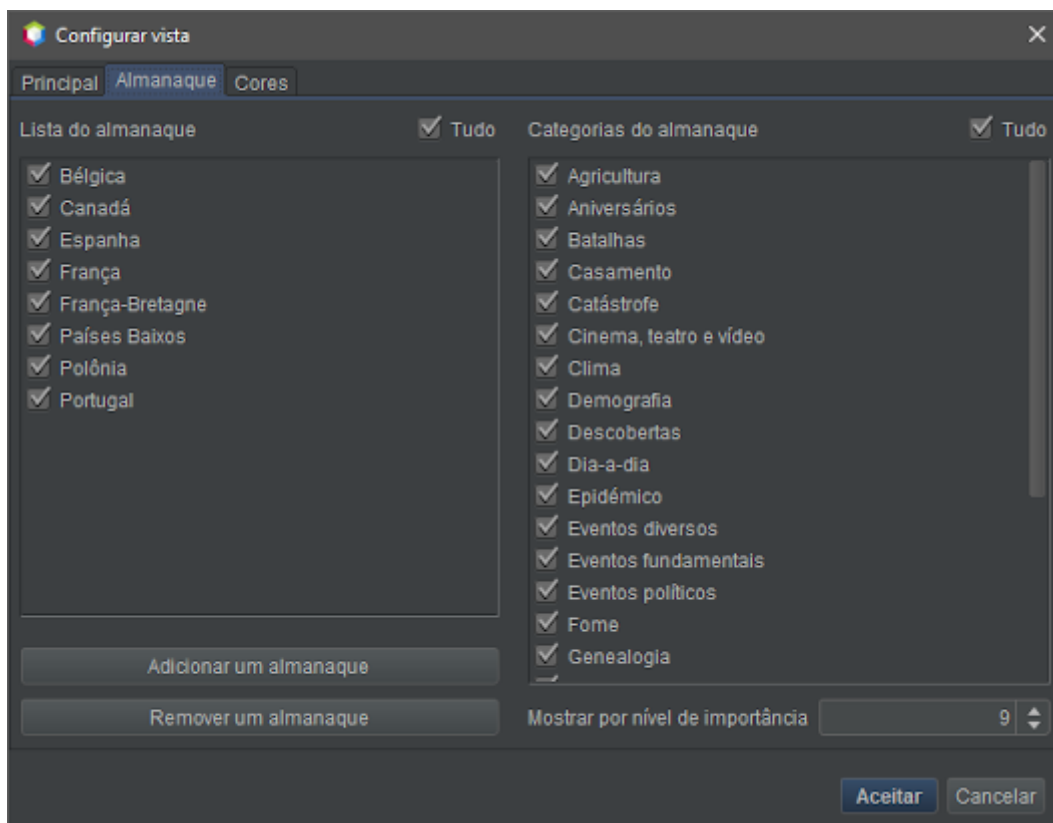 Configurar vista
Principal Almanaque Cores
Lista do almanaque Tudo
Bélgica
Canadá
Espanha
França
França-Bretagne
Países Baixos
Polônia
Portugal
Adicionar um almanaque
Remover um almanaque
Categorias do almanaque Tudo
Agricultura
Aniversários
Batalhas
Casamento
Catástrofe
Cinema, teatro e vídeo
Clima
Demografia
Descobertas
Dia-a-dia
Epidémico
Eventos diversos
Eventos fundamentais
Eventos políticos
Fome
Genealogia
Mostrar por nível de importância 9
Aceitar Cancelar